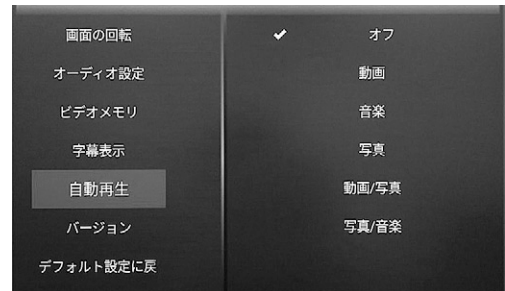 画面の回転
オーディオ設定
ビデオメモリ
字幕表示
自動再生
バージョン
デフォルト設定に戻
オフ
動画
音楽
写真
動画/写真
写真/音楽